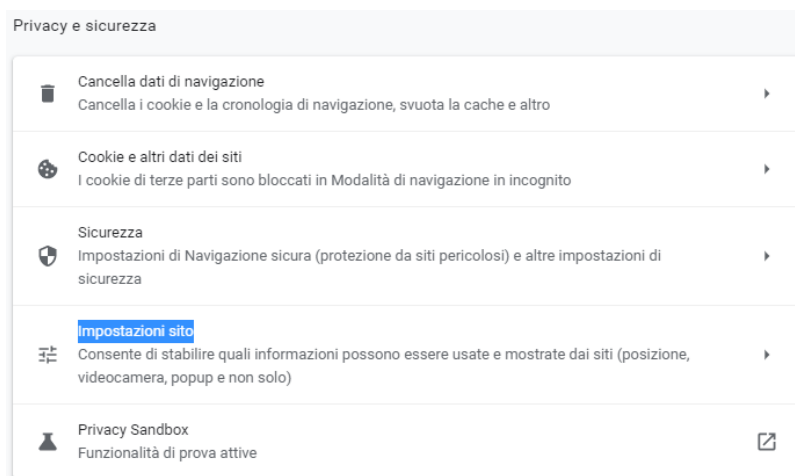 Privacy e sicurezza
Cancella dati di navigazione
Cancella i cookie e la cronologia di navigazione, svuota la cache e altro
Cookie e altri dati dei siti
I cookie di terze parti sono bloccati in Modalità di navigazione in incognito
Sicurezza
Impostazioni di Navigazione sicura (protezione da siti pericolosi) e altre impostazioni di
sicurezza
Impostazioni sito
Consente di stabilire quali informazioni possono essere usate e mostrate dai siti (posizione,
videocamera, popup e non solo)
Privacy Sandbox
Funzionalità di prova attive